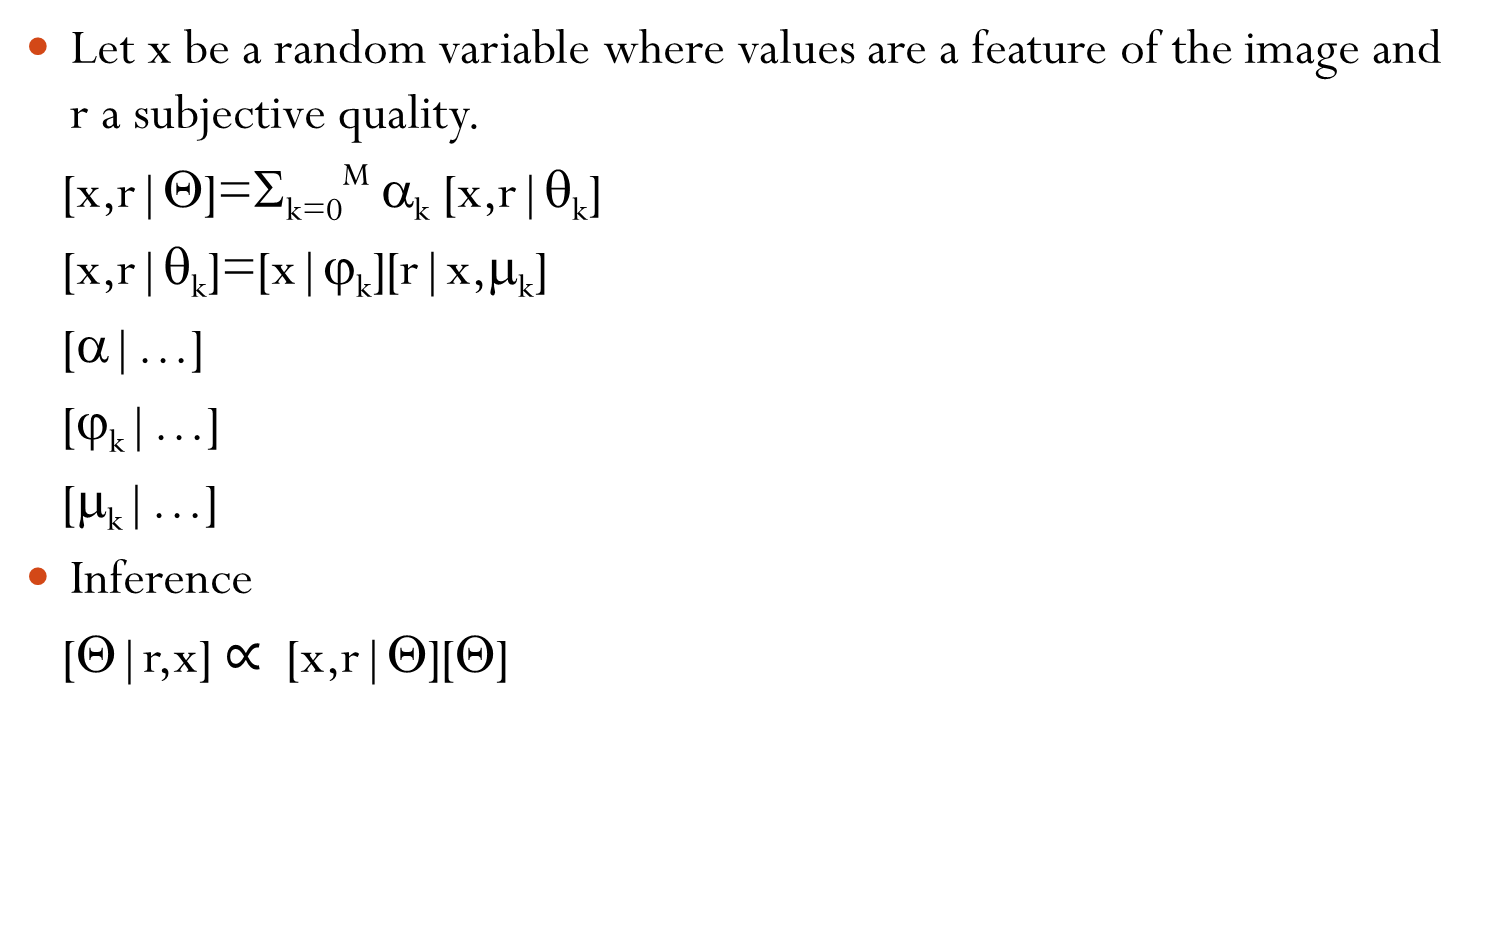 • Let x be a random variable where values are a feature of the image and
r a subjective quality.
[x,r|Θ]=Σₖ₌₀ᴹ αₖ [x,r|θₖ]
[x,r|θₖ]=[x|φₖ][r|x,μₖ]
[α|…]
[φₖ|…]
[μₖ|…]
• Inference
[Θ|r,x] ∝ [x,r|Θ][Θ]